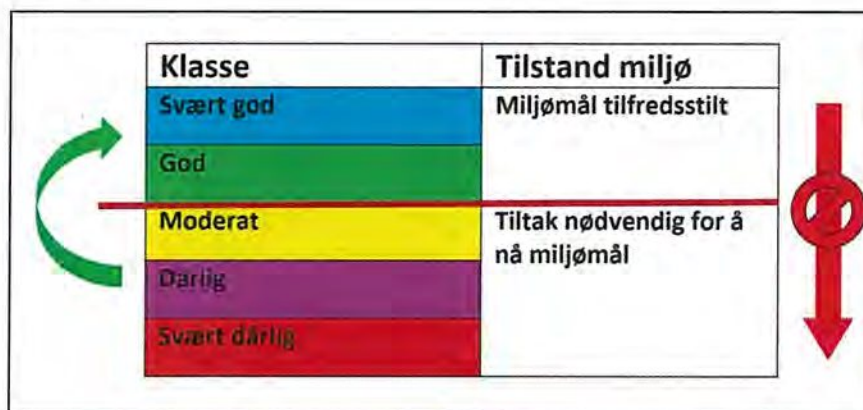 Klasse Tilstand miljø
Svært god Miljømål tilfredsstilt
God
Moderat Tiltak nødvendig for å
nå miljømål
Dårlig
Svært dårlig